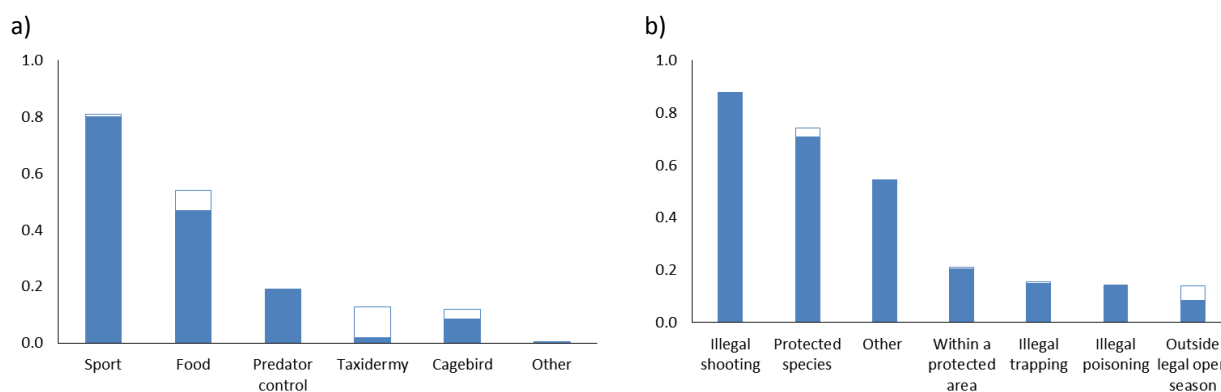 a)
1.0
0.8
0.6
0.4
0.2
0.0
Sport Food Predator Taxidermy Cagebird Other
control
b)
1.0
0.8
0.6
0.4
0.2
0.0
Illegal Protected Other Within a Illegal Illegal Outside
shooting species protected trapping poisoning legal open
area season